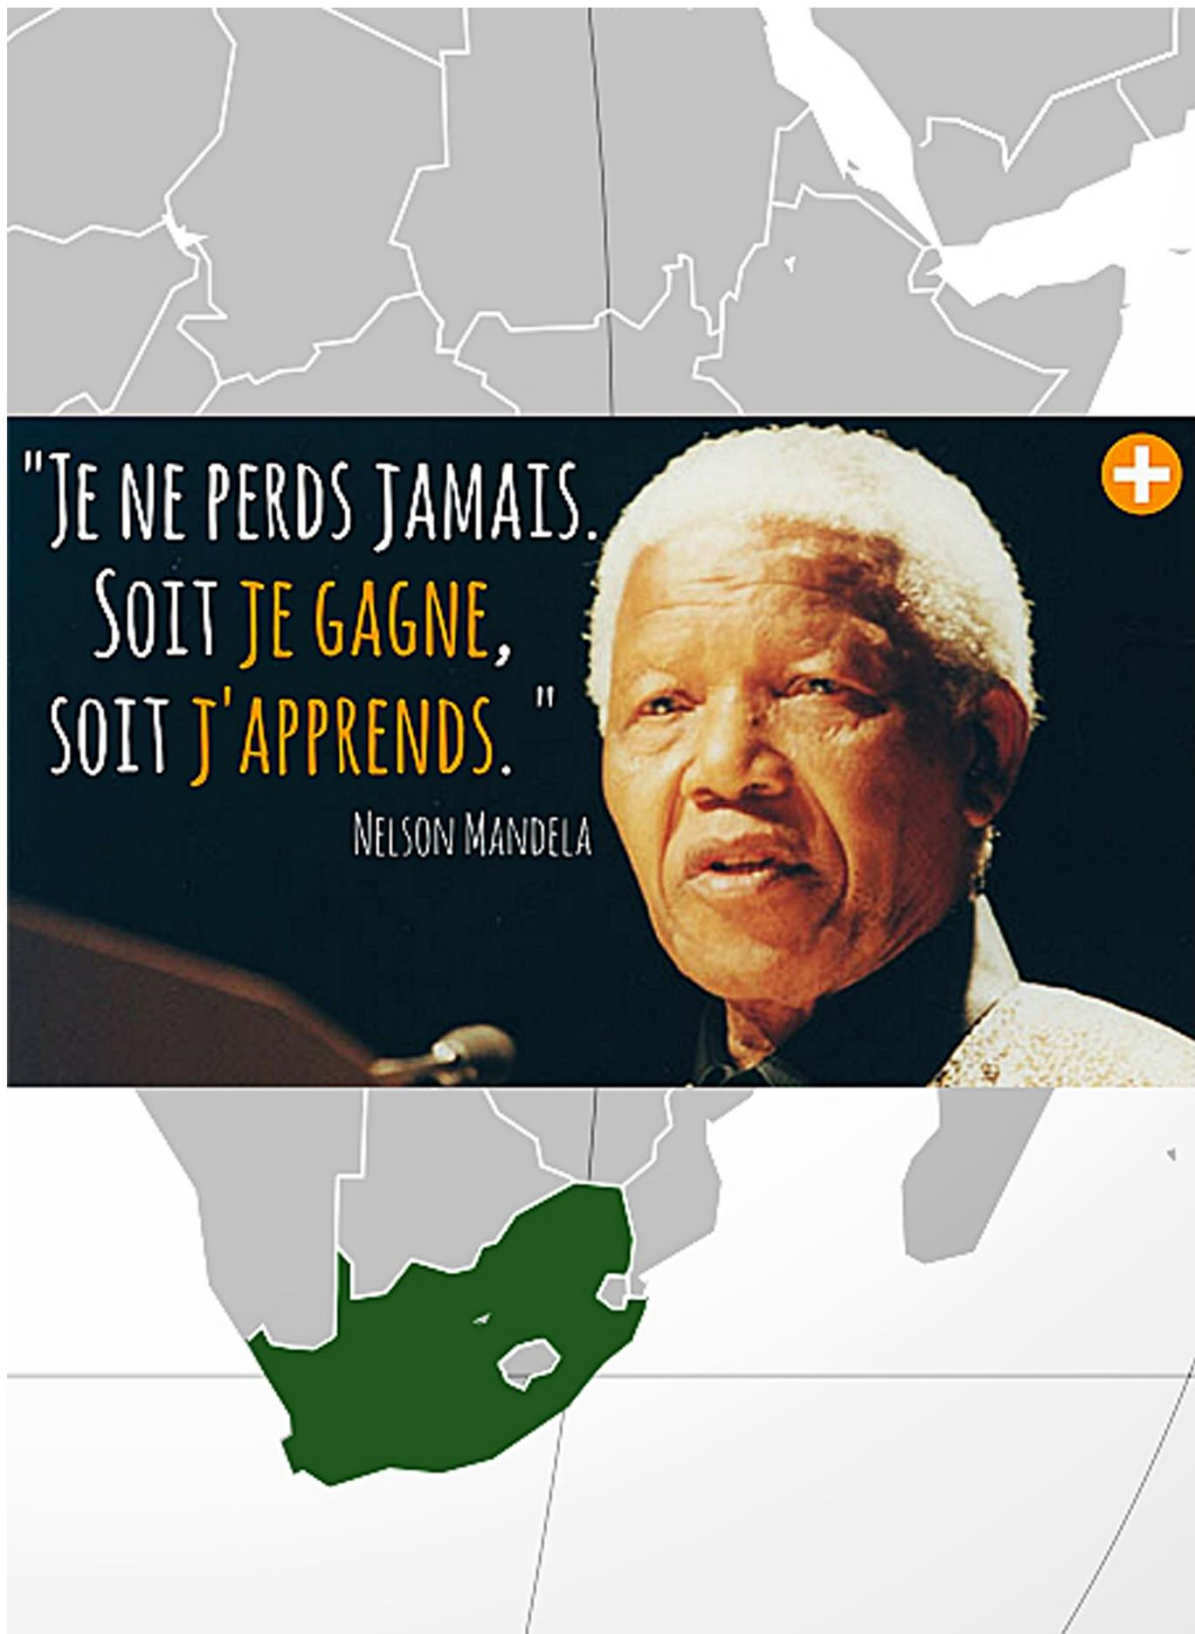 "Je ne perds jamais.
Soit je gagne,
soit j'apprends. "
Nelson Mandela